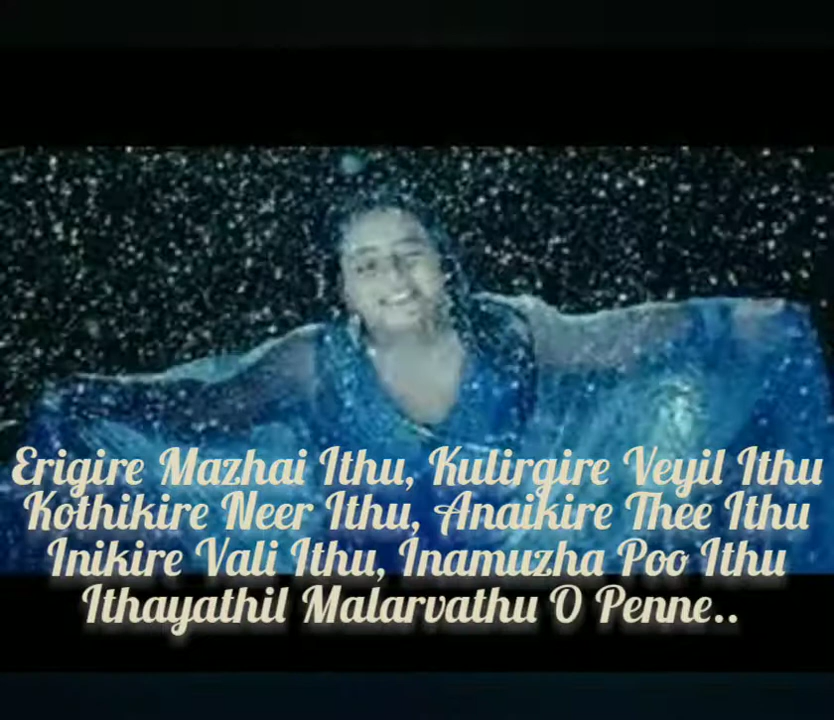 Erigire Mazhai Ithu, Kulirgire Veyil Ithu
Kothikire Neer Ithu, Anaikire Thee Ithu
Inikire Vali Ithu, Inamuzha Poo Ithu
Ithayathil Malarvathu O Penne..